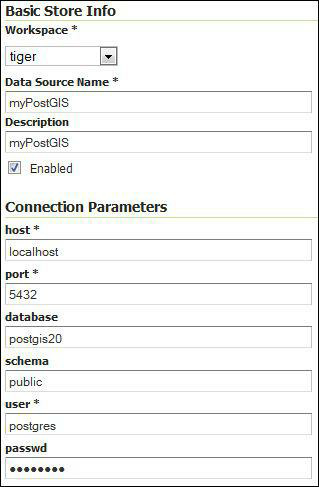 Basic Store Info
Workspace *
tiger
Data Source Name *
myPostGIS
Description
myPostGIS
Enabled
Connection Parameters
host *
localhost
port *
5432
database
postgis20
schema
public
user *
postgres
passwd
●●●●●●●●